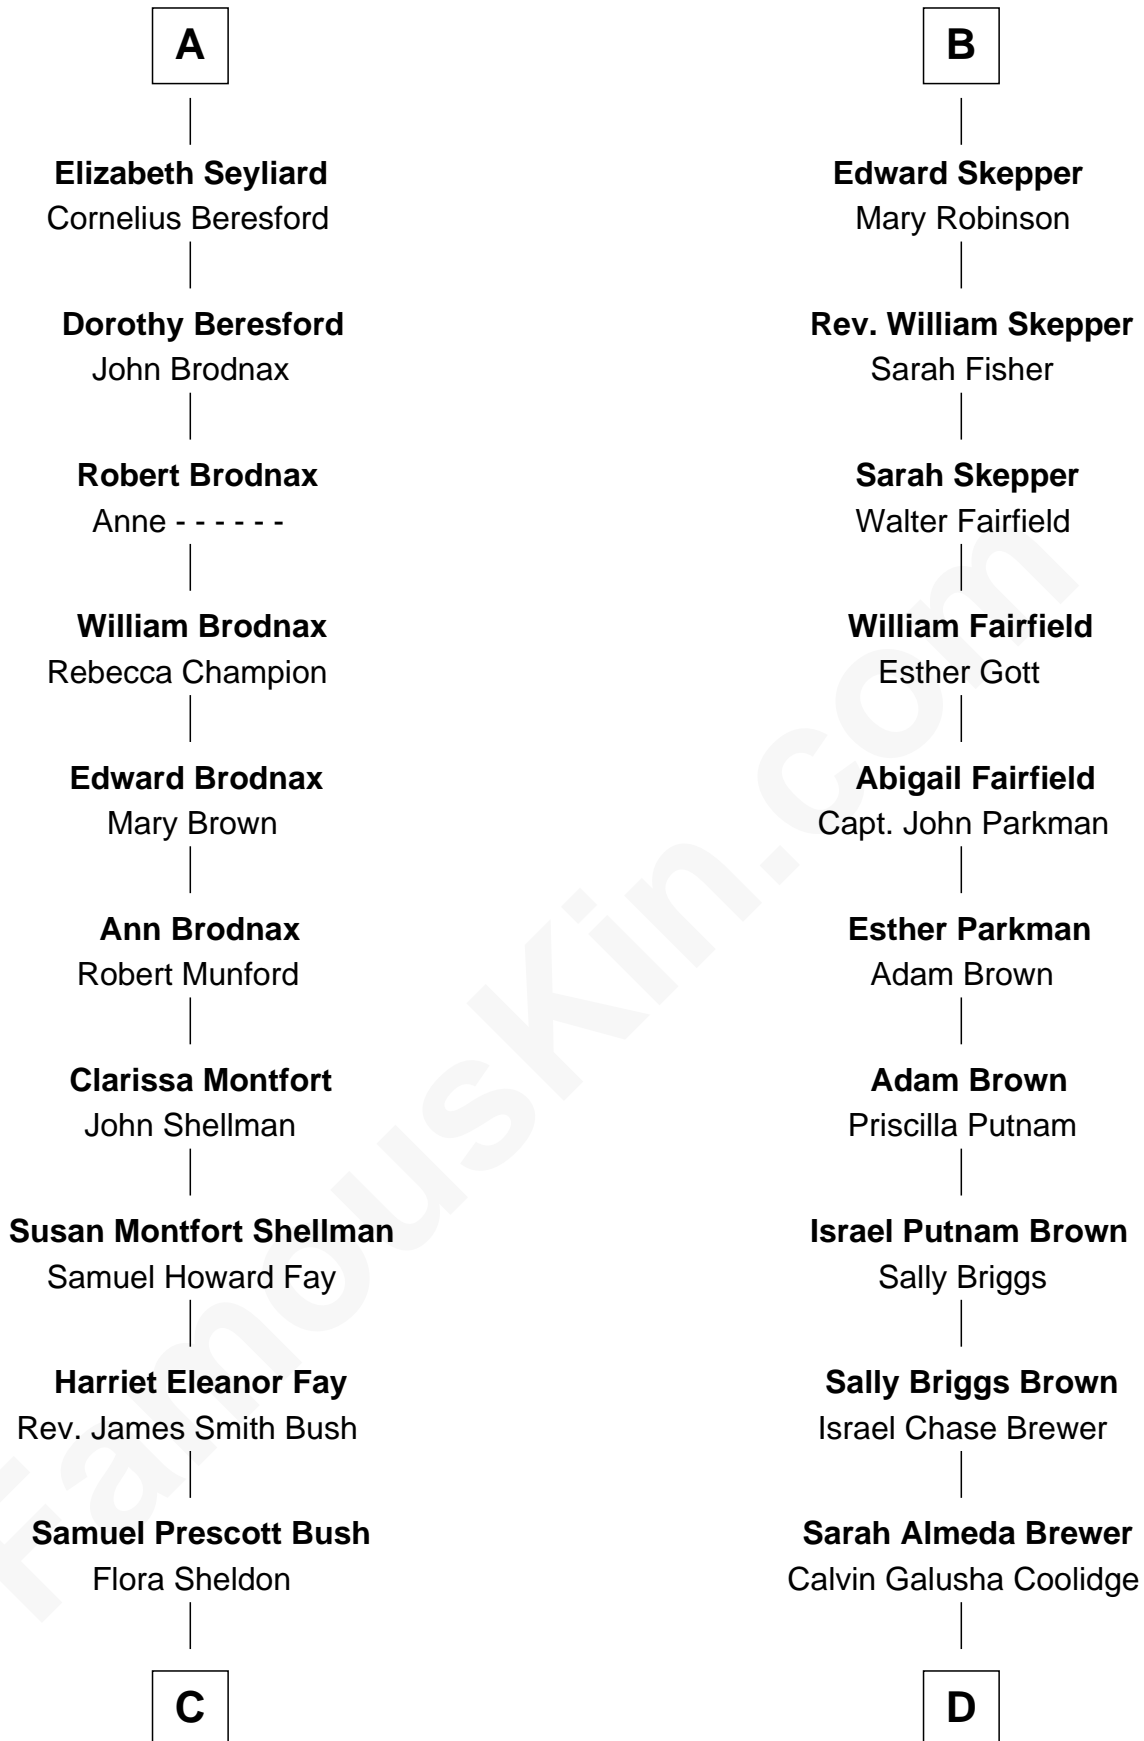 A
Elizabeth Seyliard
Cornelius Beresford
Dorothy Beresford
John Brodnax
Robert Brodnax
Anne - - - - - -
William Brodnax
Rebecca Champion
Edward Brodnax
Mary Brown
Ann Brodnax
Robert Munford
Clarissa Montfort
John Shellman
Susan Montfort Shellman
Samuel Howard Fay
Harriet Eleanor Fay
Rev. James Smith Bush
Samuel Prescott Bush
Flora Sheldon
C
B
Edward Skepper
Mary Robinson
Rev. William Skepper
Sarah Fisher
Sarah Skepper
Walter Fairfield
William Fairfield
Esther Gott
Abigail Fairfield
Capt. John Parkman
Esther Parkman
Adam Brown
Adam Brown
Priscilla Putnam
Israel Putnam Brown
Sally Briggs
Sally Briggs Brown
Israel Chase Brewer
Sarah Almeda Brewer
Calvin Galusha Coolidge
D
FamousKin.com